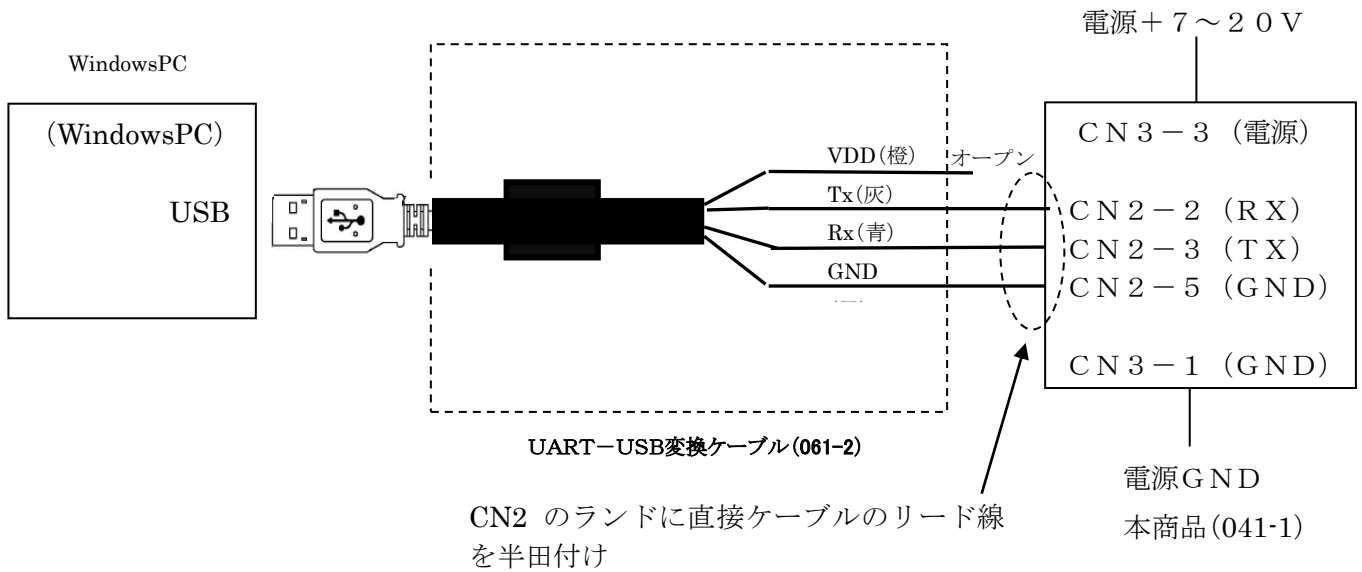 電源＋７～２０Ｖ
WindowsPC
(WindowsPC)
USB
VDD(橙)
オープン
Tx(灰)
Rx(青)
GND
ＣＮ３－３（電源）
ＣＮ２－２（ＲＸ）
ＣＮ２－３（ＴＸ）
ＣＮ２－５（ＧＮＤ）
ＣＮ３－１（ＧＮＤ）
UART－USB変換ケーブル(061-2)
電源ＧＮＤ
本商品(041-1)
CN2 のランドに直接ケーブルのリード線
を半田付け